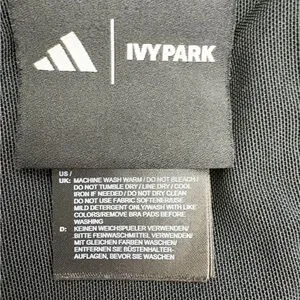 IVY PARK
US /
UK: MACHINE WASH WARM / DO NOT BLEACH /
DO NOT TUMBLE DRY / LINE DRY / COOL
IRON IF NEEDED / DO NOT DRY CLEAN
DO NOT USE FABRIC SOFTENER/USE
MILD DETERGENT ONLY/WASH WITH LIKE
COLORS/REMOVE BRA PADS BEFORE
WASHING
D: KEINEN WEICHSPÜLER VERWENDEN/
BITTE FEINWASCHMITTEL VERWENDEN/
MIT GLEICHEN FARBEN WASCHEN/
ENTFERNEN SIE BÜSTENHALTER-
AUFLAGEN, BEVOR SIE WASCHEN